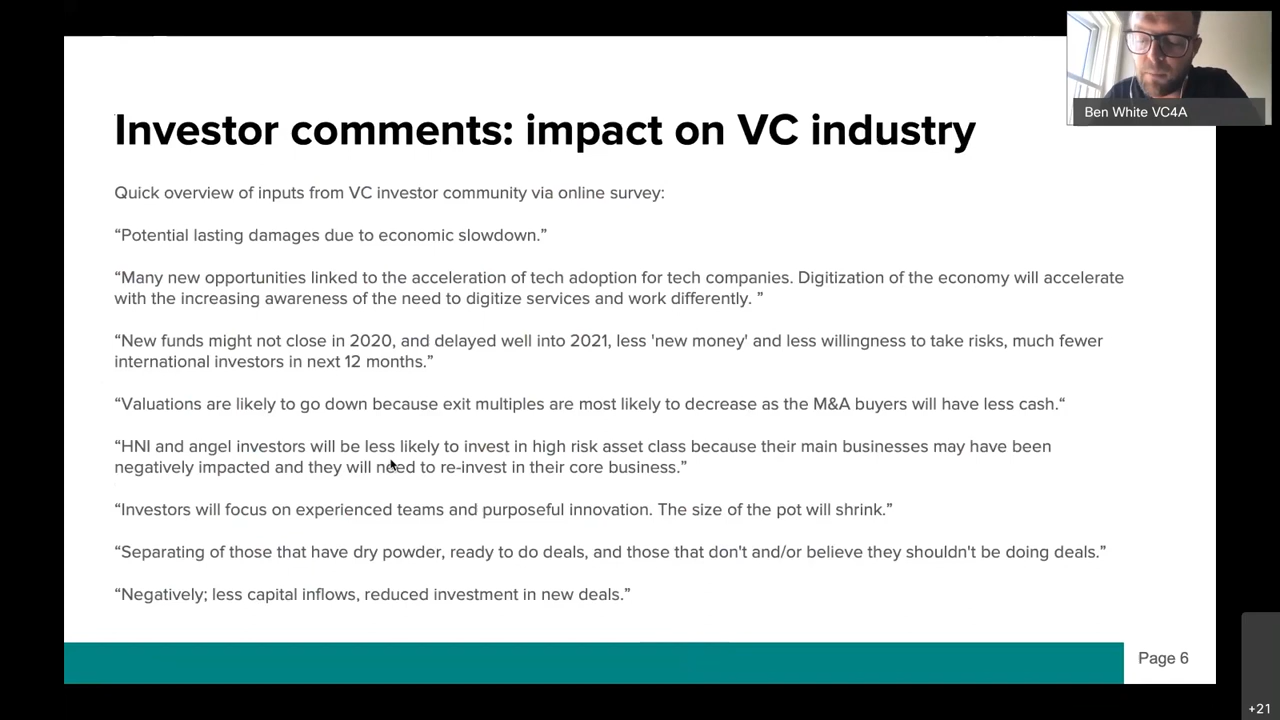 Ben White VC4A
Investor comments: impact on VC industry
Quick overview of inputs from VC investor community via online survey:
“Potential lasting damages due to economic slowdown.”
“Many new opportunities linked to the acceleration of tech adoption for tech companies. Digitization of the economy will accelerate
with the increasing awareness of the need to digitize services and work differently. ”
“New funds might not close in 2020, and delayed well into 2021, less 'new money' and less willingness to take risks, much fewer
international investors in next 12 months.”
“Valuations are likely to go down because exit multiples are most likely to decrease as the M&A buyers will have less cash.“
“HNI and angel investors will be less likely to invest in high risk asset class because their main businesses may have been
negatively impacted and they will need to re-invest in their core business.”
“Investors will focus on experienced teams and purposeful innovation. The size of the pot will shrink.”
“Separating of those that have dry powder, ready to do deals, and those that don't and/or believe they shouldn't be doing deals.”
“Negatively; less capital inflows, reduced investment in new deals.”
Page 6
+21